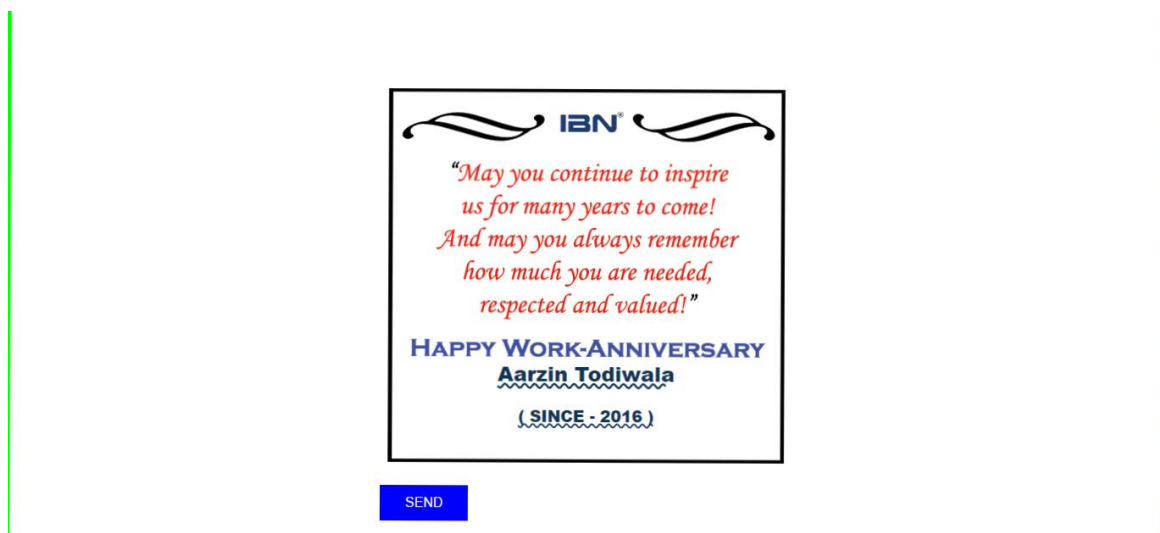 IBN®
“May you continue to inspire
us for many years to come!
And may you always remember
how much you are needed,
respected and valued!”
HAPPY WORK-ANNIVERSARY
Aarzin Todiwala
( SINCE - 2016 )
SEND